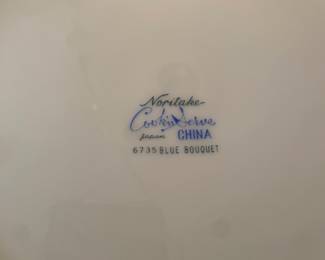 Noritake
Cook'n Serve
Japan CHINA
6735 BLUE BOUQUET